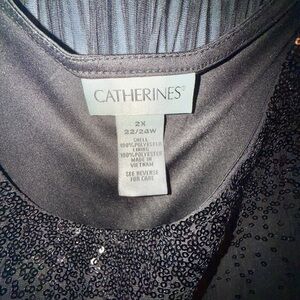 CATHERINES®
2X
22/24W
SHELL
100%POLYESTER
LINING
100%POLYESTER
MADE IN
VIETNAM
SEE REVERSE
FOR CARE